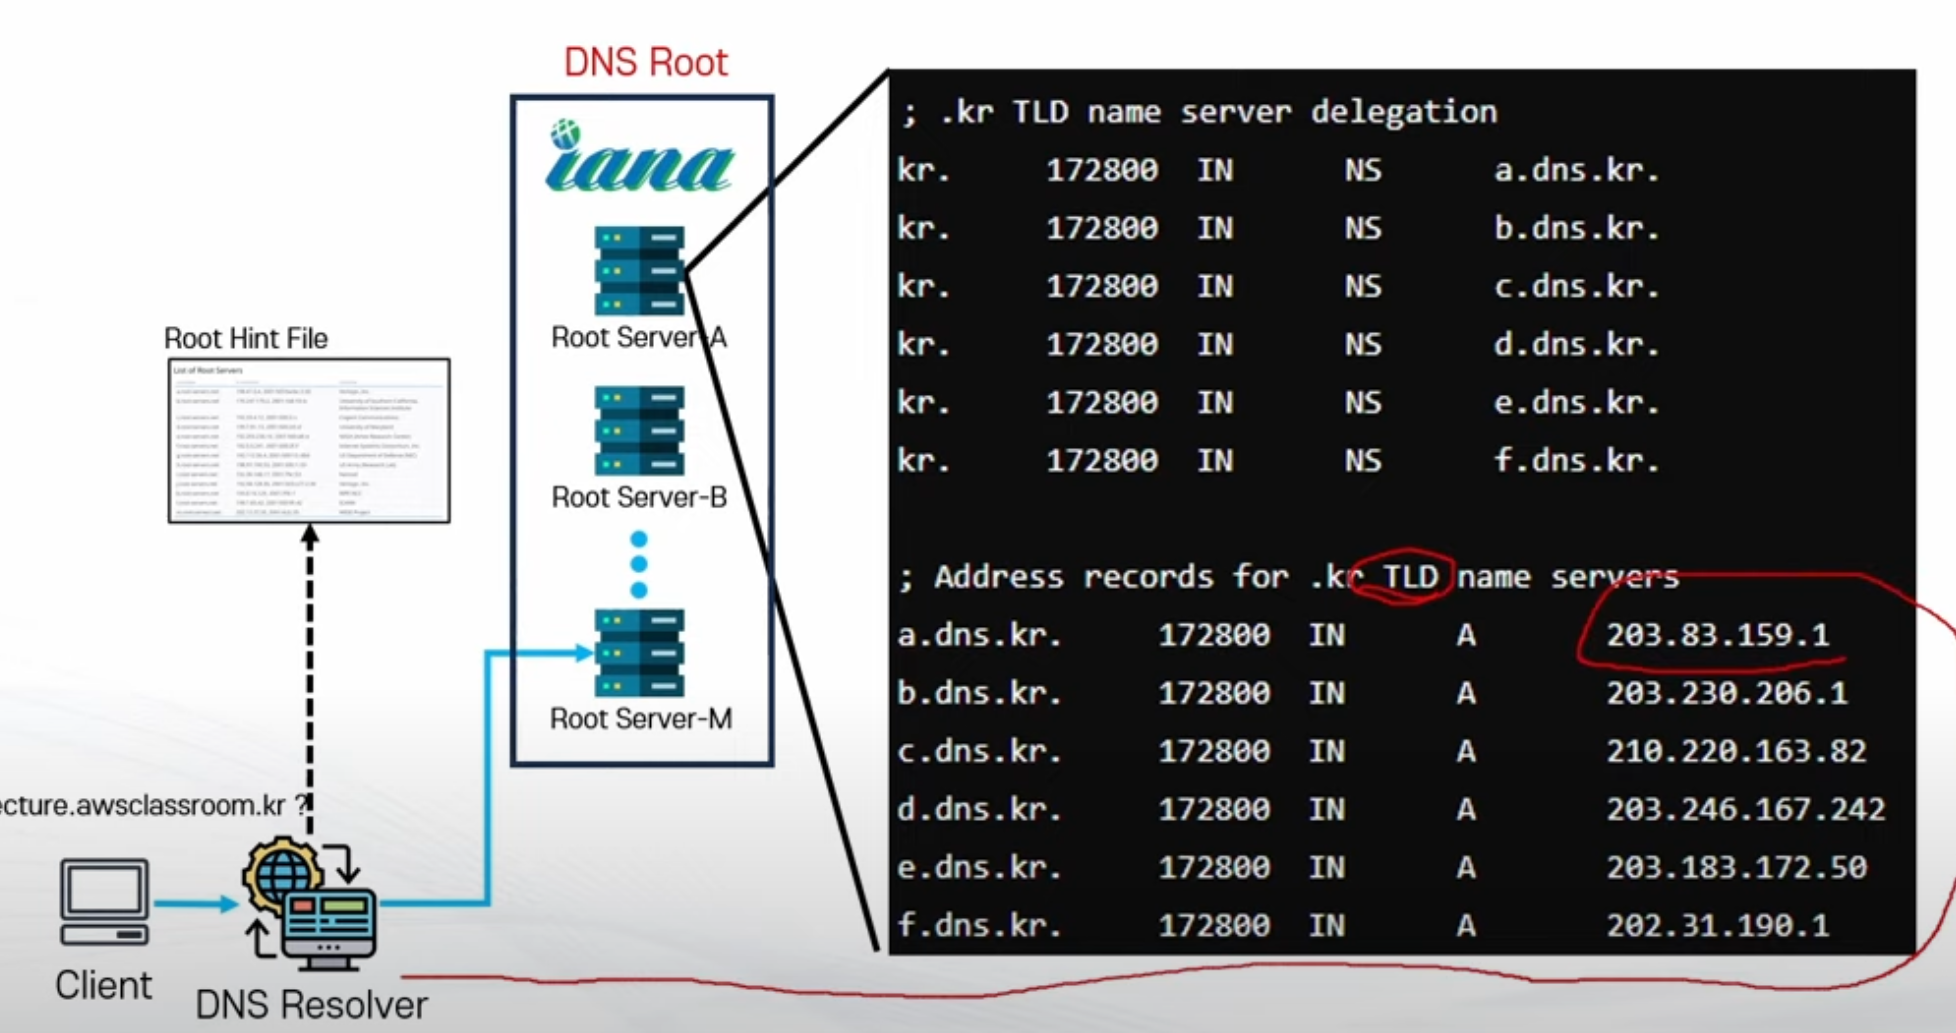 DNS Root
iana
Root Server-A
Root Server-B
Root Server-M
Root Hint File
List of Root Servers
ecture.awsclassroom.kr ?
Client
DNS Resolver
; .kr TLD name server delegation
kr. 172800 IN NS a.dns.kr.
kr. 172800 IN NS b.dns.kr.
kr. 172800 IN NS c.dns.kr.
kr. 172800 IN NS d.dns.kr.
kr. 172800 IN NS e.dns.kr.
kr. 172800 IN NS f.dns.kr.
; Address records for .kr TLD name servers
a.dns.kr. 172800 IN A 203.83.159.1
b.dns.kr. 172800 IN A 203.230.206.1
c.dns.kr. 172800 IN A 210.220.163.82
d.dns.kr. 172800 IN A 203.246.167.242
e.dns.kr. 172800 IN A 203.183.172.50
f.dns.kr. 172800 IN A 202.31.190.1